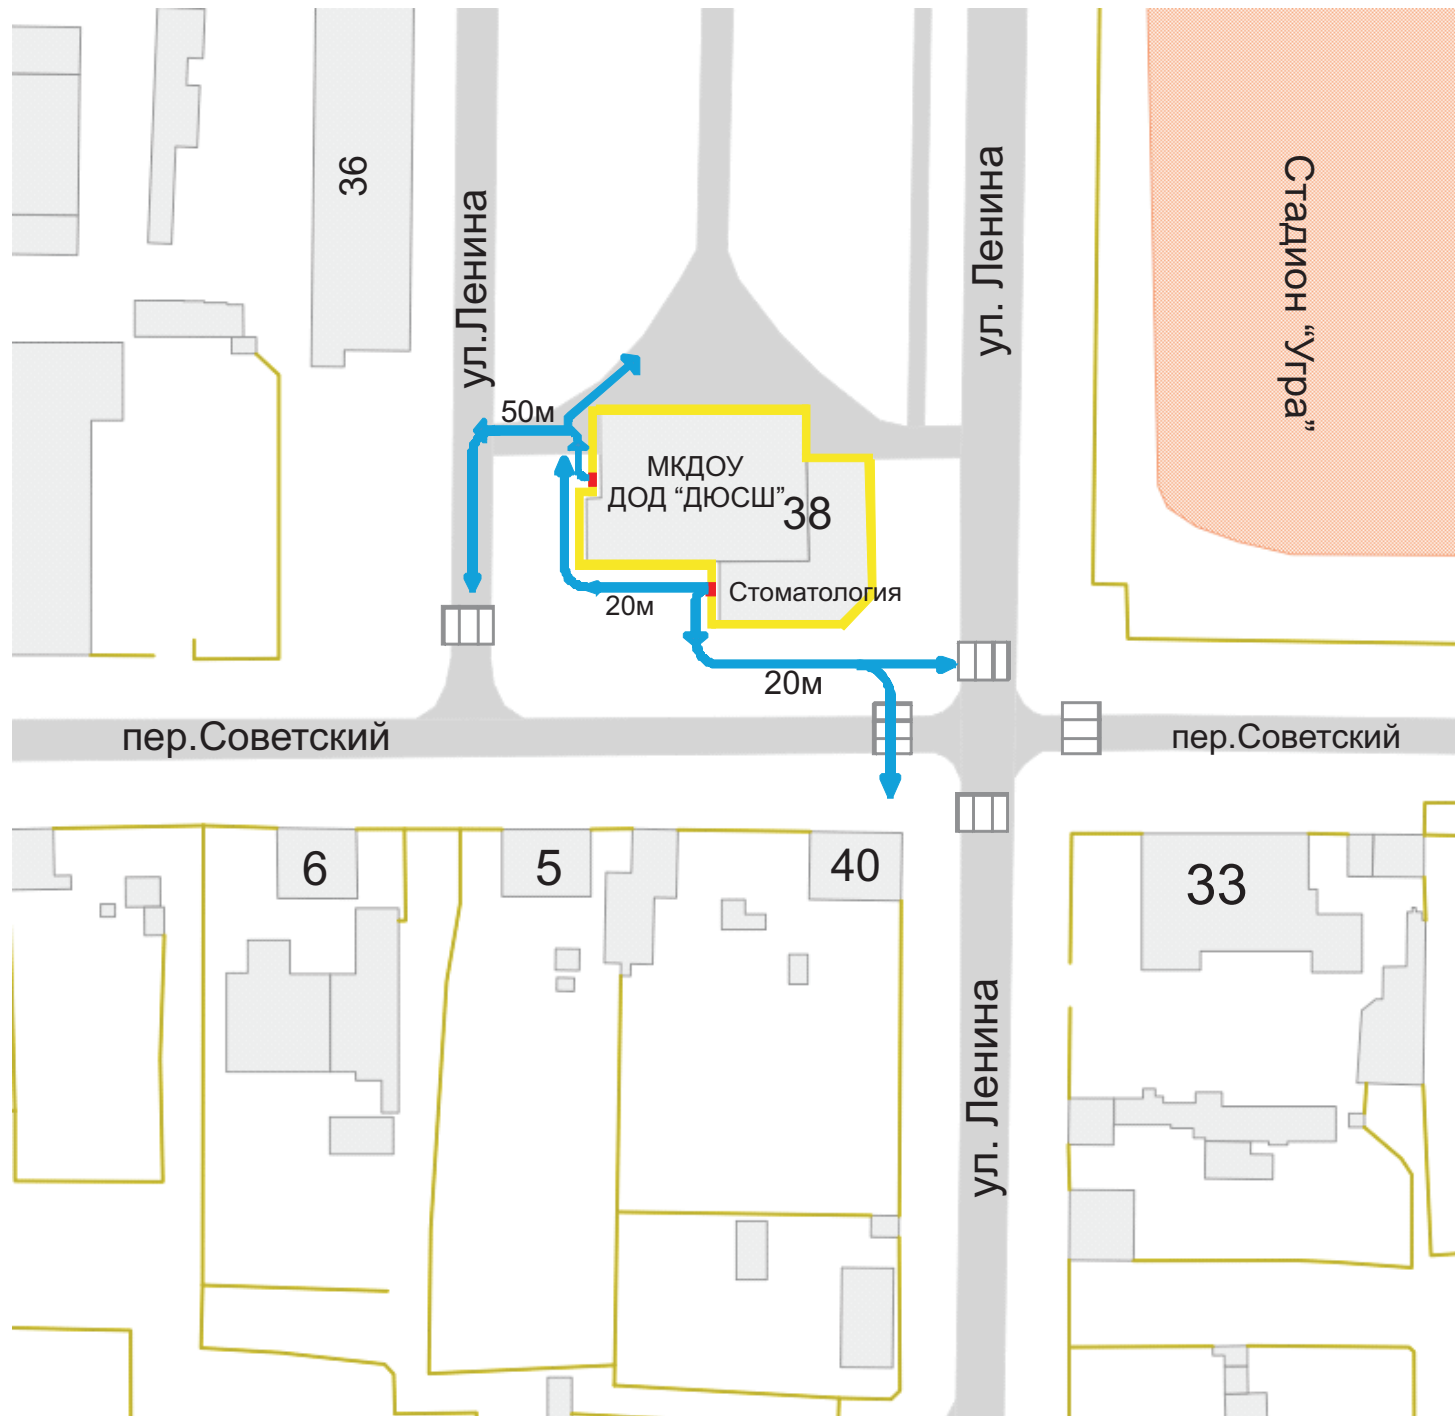 36
ул.Ленина
ул. Ленина
Стадион "Угра"
50м
МКДОУ
ДОД “ДЮСШ”
38
Стоматология
20м
20м
пер.Советский
пер.Советский
6
5
40
33
ул. Ленина